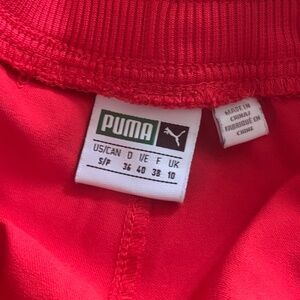 PUMA
US/CAN D I/E F UK
S/P 36 40 38 10
MADE IN
CHINA/
FABRIQUÉ EN
CHINE